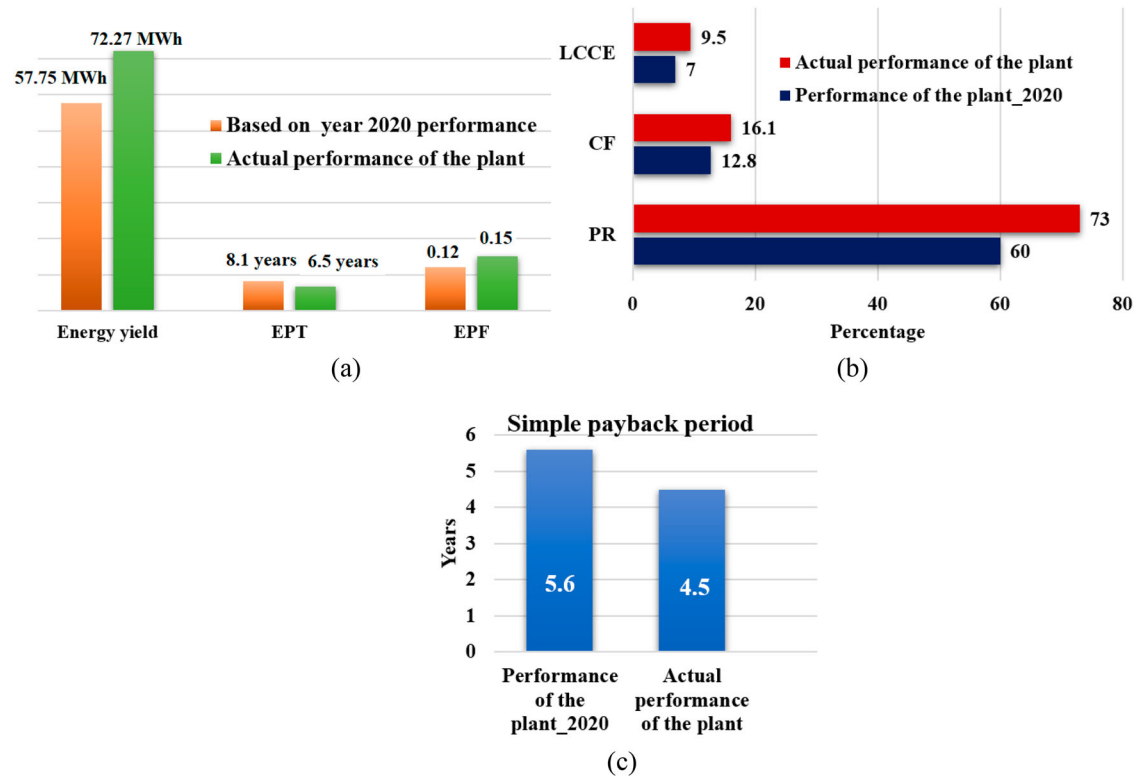 72.27 MWh
57.75 MWh
Based on year 2020 performance
Actual performance of the plant
8.1 years
6.5 years
0.12
0.15
Energy yield
EPT
EPF
(a)
LCCE
9.5
7
Actual performance of the plant
Performance of the plant_2020
CF
16.1
12.8
PR
73
60
0
20
40
60
80
Percentage
(b)
Simple payback period
6
5
4
3
2
1
0
Years
5.6
4.5
Performance
of the
plant_2020
Actual
performance
of the plant
(c)